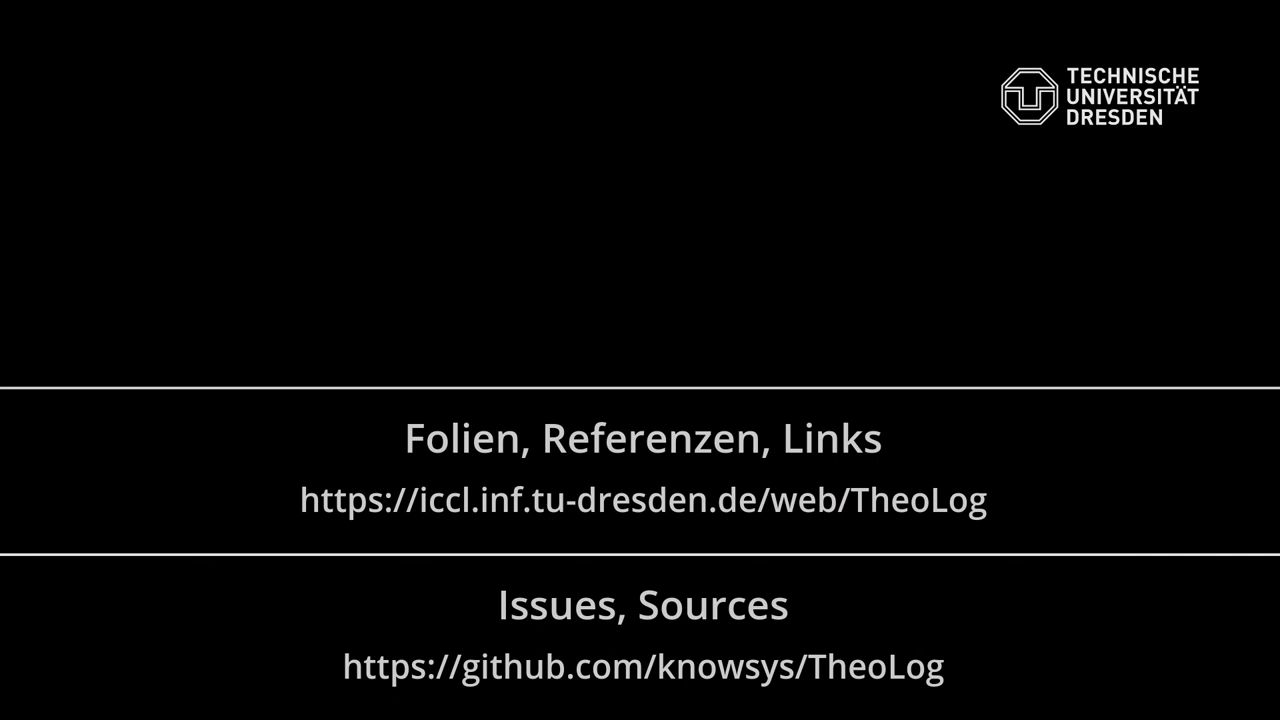 TECHNISCHE
UNIVERSITÄT
DRESDEN
Folien, Referenzen, Links
https://iccl.inf.tu-dresden.de/web/TheoLog
Issues, Sources
https://github.com/knowsys/TheoLog